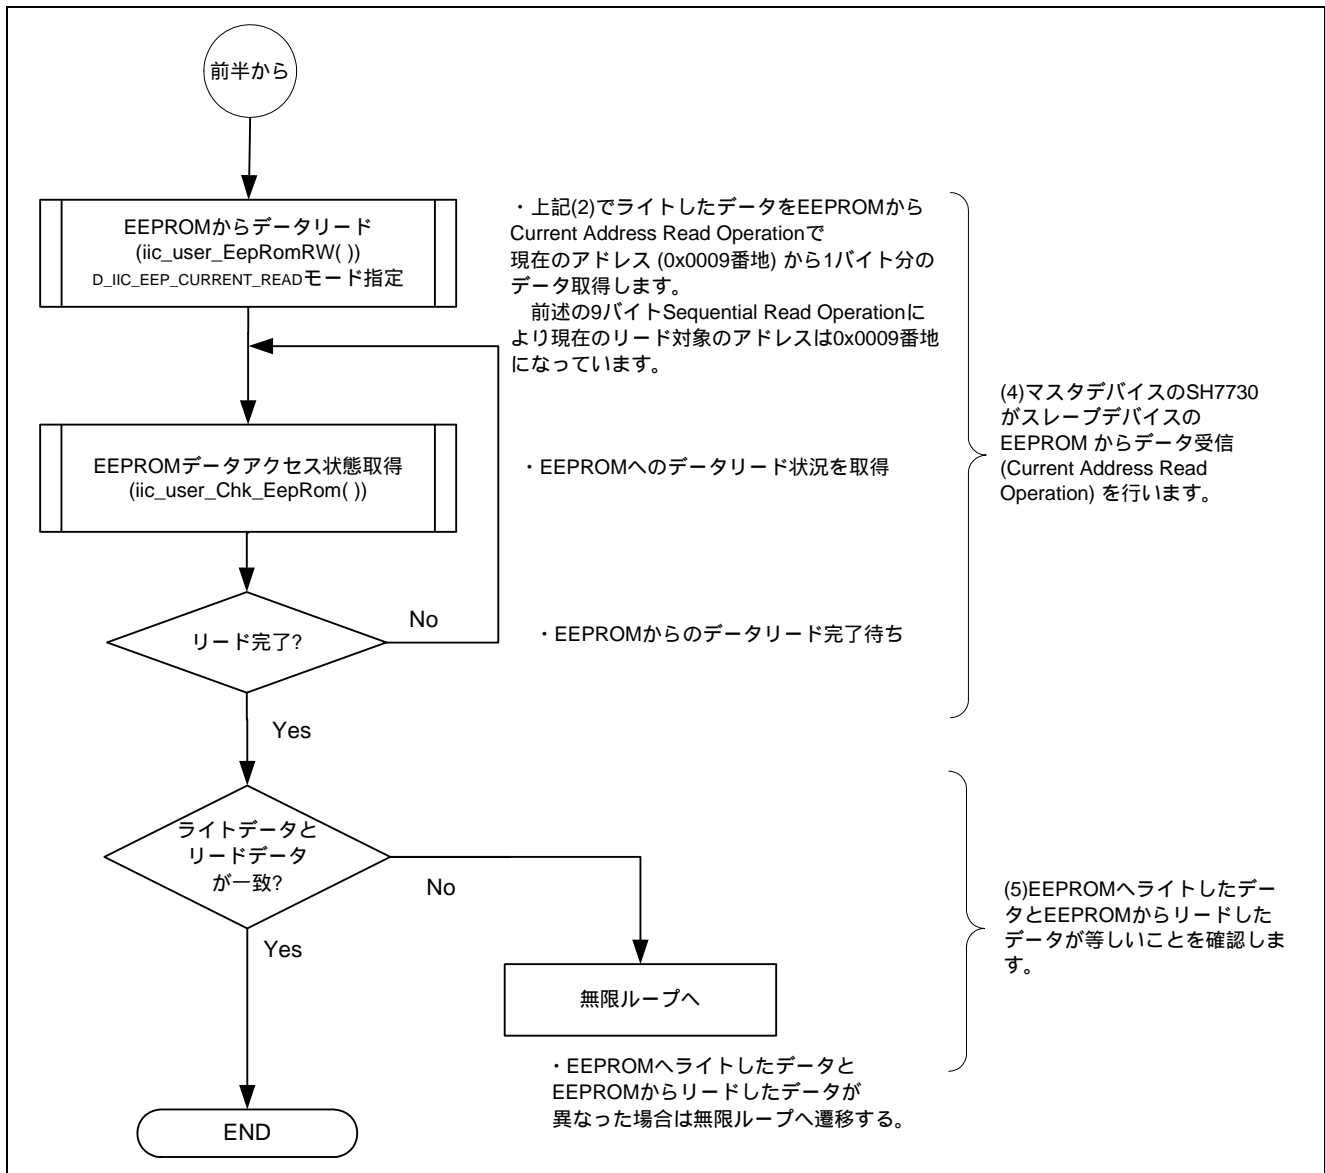 前半から
EEPROMからデータリード
(iic_user_EepRomRW( ))
D_IIC_EEP_CURRENT_READモード指定
・上記(2)でライトしたデータをEEPROMから
Current Address Read Operationで
現在のアドレス (0x0009番地) から1バイト分の
データ取得します。
　前述の9バイトSequential Read Operationに
より現在のリード対象のアドレスは0x0009番地
になっています。
EEPROMデータアクセス状態取得
(iic_user_Chk_EepRom( ))
・EEPROMへのデータリード状況を取得
(4)マスタデバイスのSH7730
がスレーブデバイスの
EEPROM からデータ受信
(Current Address Read
Operation) を行います。
リード完了?
No
・EEPROMからのデータリード完了待ち
Yes
ライトデータと
リードデータ
が一致?
No
Yes
(5)EEPROMへライトしたデー
タとEEPROMからリードした
データが等しいことを確認しま
す。
無限ループへ
・EEPROMへライトしたデータと
EEPROMからリードしたデータが
異なった場合は無限ループへ遷移する。
END